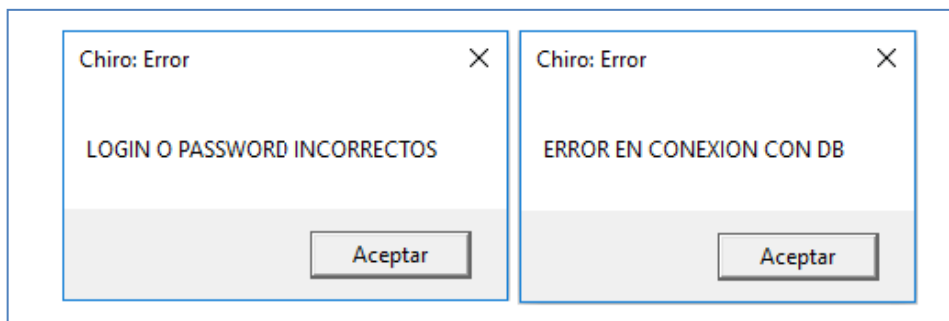 Chiro: Error
LOGIN O PASSWORD INCORRECTOS
Aceptar
Chiro: Error
ERROR EN CONEXION CON DB
Aceptar